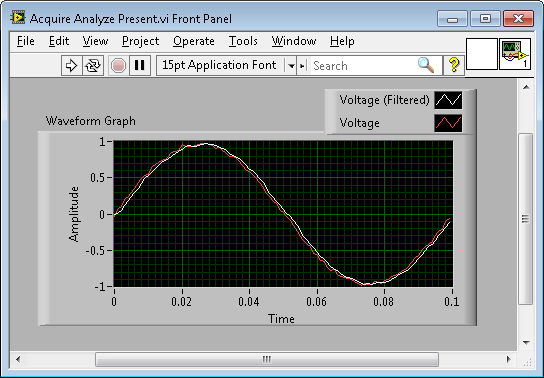 Acquire Analyze Present.vi Front Panel
File Edit View Project Operate Tools Window Help
15pt Application Font Search ? 1
Voltage (Filtered)
Voltage
Waveform Graph
Amplitude
1
0.5
0
-0.5
-1
0 0.02 0.04 0.06 0.08 0.1
Time